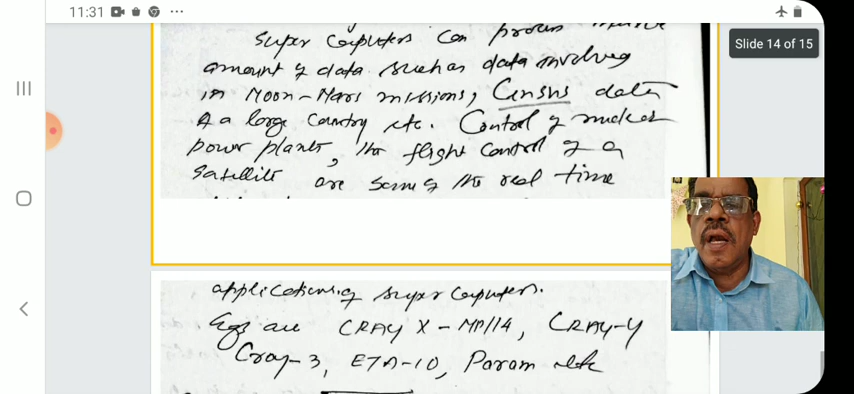 11:31
Slide 14 of 15
Super Coputers can process massive
amount of data such as data involving
in Moon-Mars missions, Census data
of a large Country etc. Control of nuclear
power plants, the flight control of a
Satellite are some of the real time
applications of super Coputers.
Egs are CRAY X-MP/14, CRAY-Y
Cray-3, ETA-10, Param etc